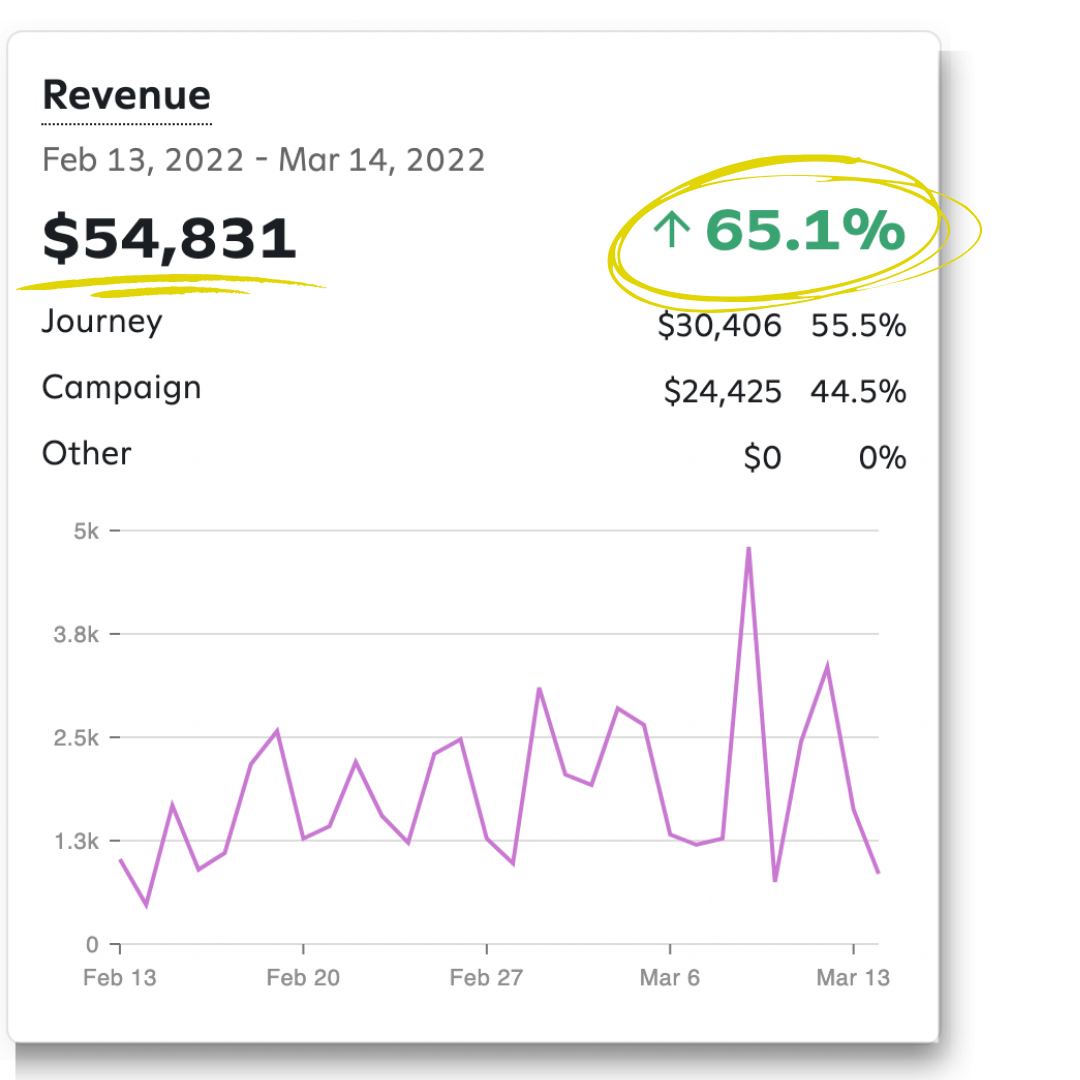 Revenue
Feb 13, 2022 - Mar 14, 2022
$54,831 ↑ 65.1%
Journey $30,406 55.5%
Campaign $24,425 44.5%
Other $0 0%
5k
3.8k
2.5k
1.3k
0
Feb 13 Feb 20 Feb 27 Mar 6 Mar 13